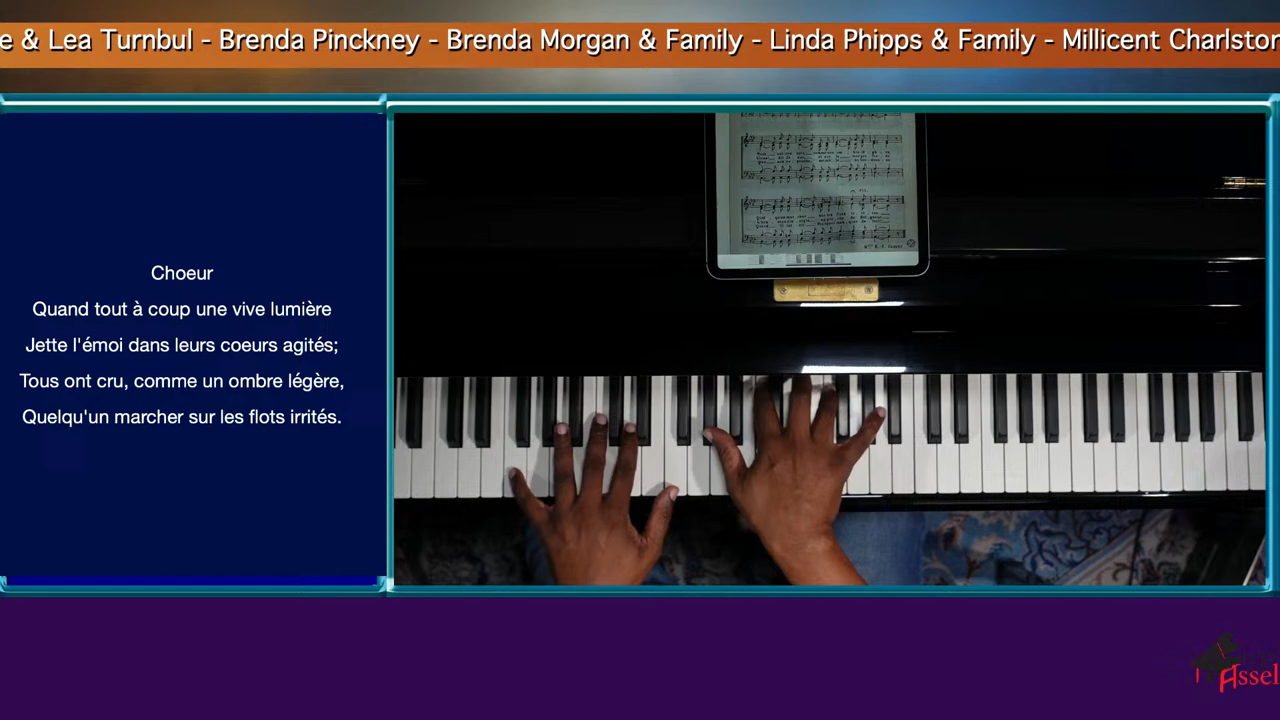 e & Lea Turnbul - Brenda Pinckney - Brenda Morgan & Family - Linda Phipps & Family - Millicent Charlston
Choeur
Quand tout à coup une vive lumière
Jette l'émoi dans leurs coeurs agités;
Tous ont cru, comme un ombre légère,
Quelqu'un marcher sur les flots irrités.
Assel